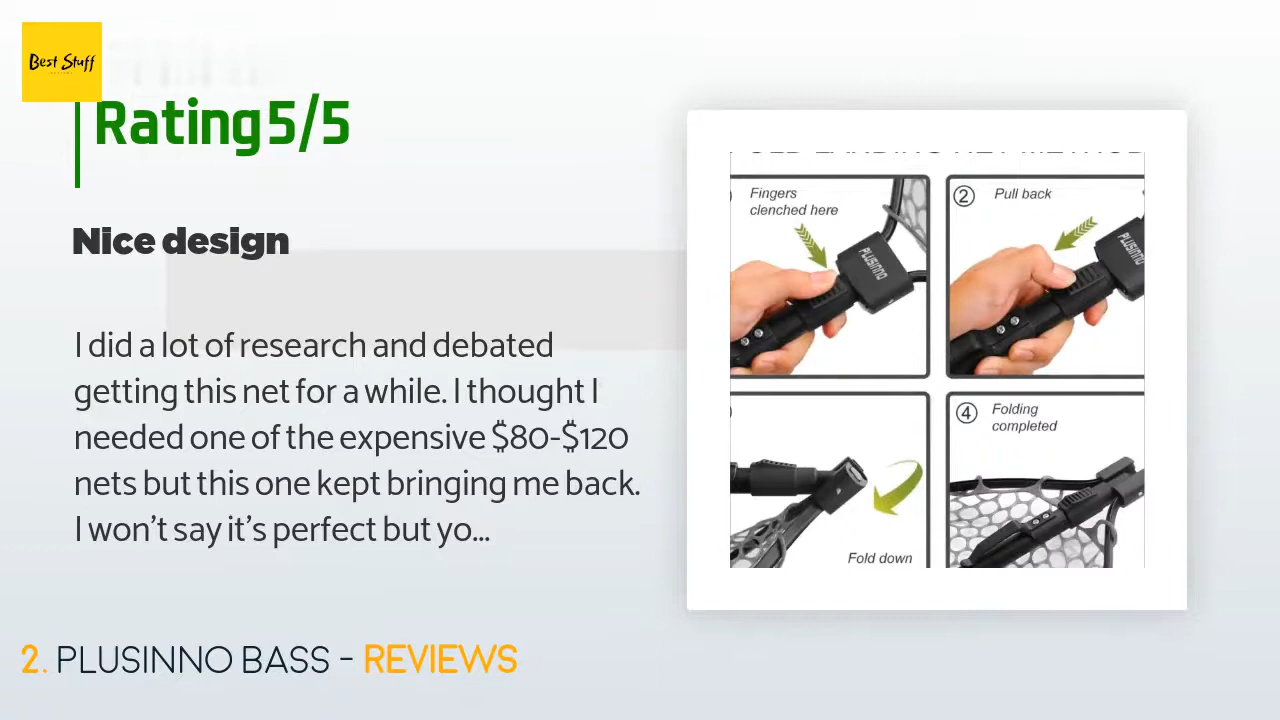 Best Stuff
Rating 5/5
Nice design
I did a lot of research and debated
getting this net for a while. I thought I
needed one of the expensive $80-$120
nets but this one kept bringing me back.
I won't say it's perfect but yo...
Fingers
clenched here
PLUSINNO
2 Pull back
PLUSINNO
Fold down
4 Folding
completed
2. PLUSINNO BASS - REVIEWS